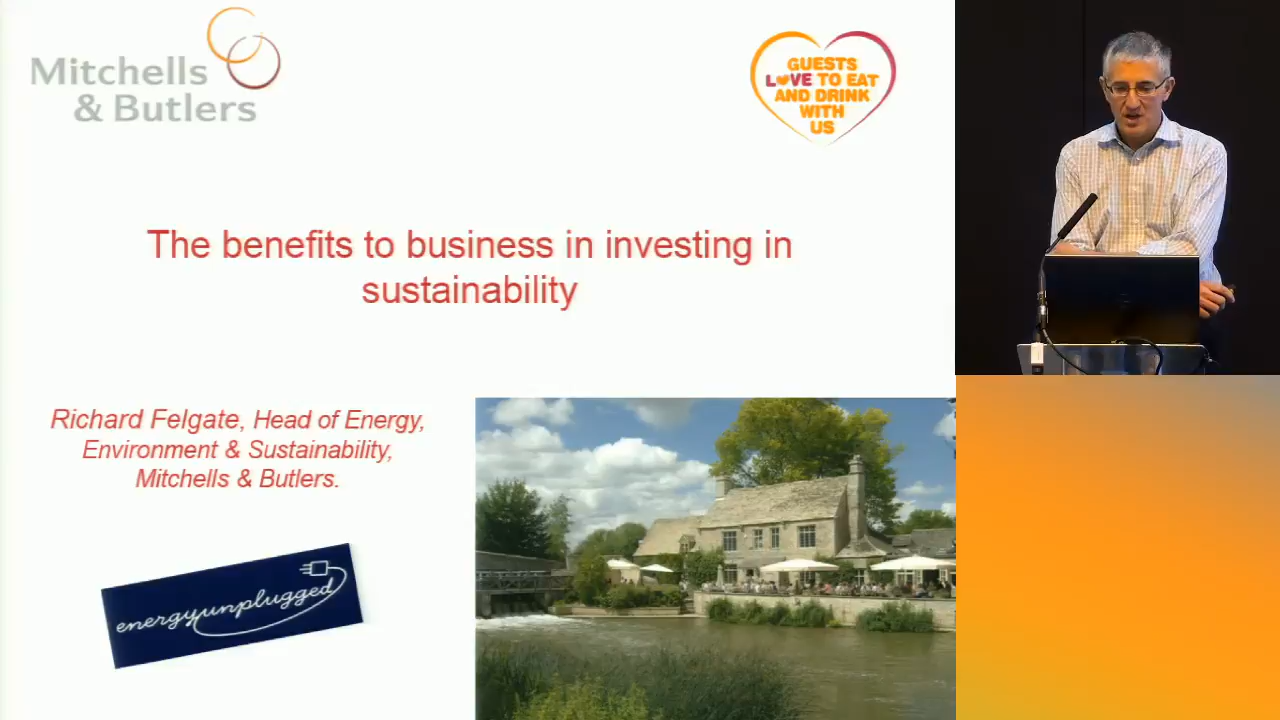 Mitchells
& Butlers
GUESTS
LOVE TO EAT
AND DRINK
WITH
US
The benefits to business in investing in
sustainability
Richard Felgate, Head of Energy,
Environment & Sustainability,
Mitchells & Butlers.
energyunplugged